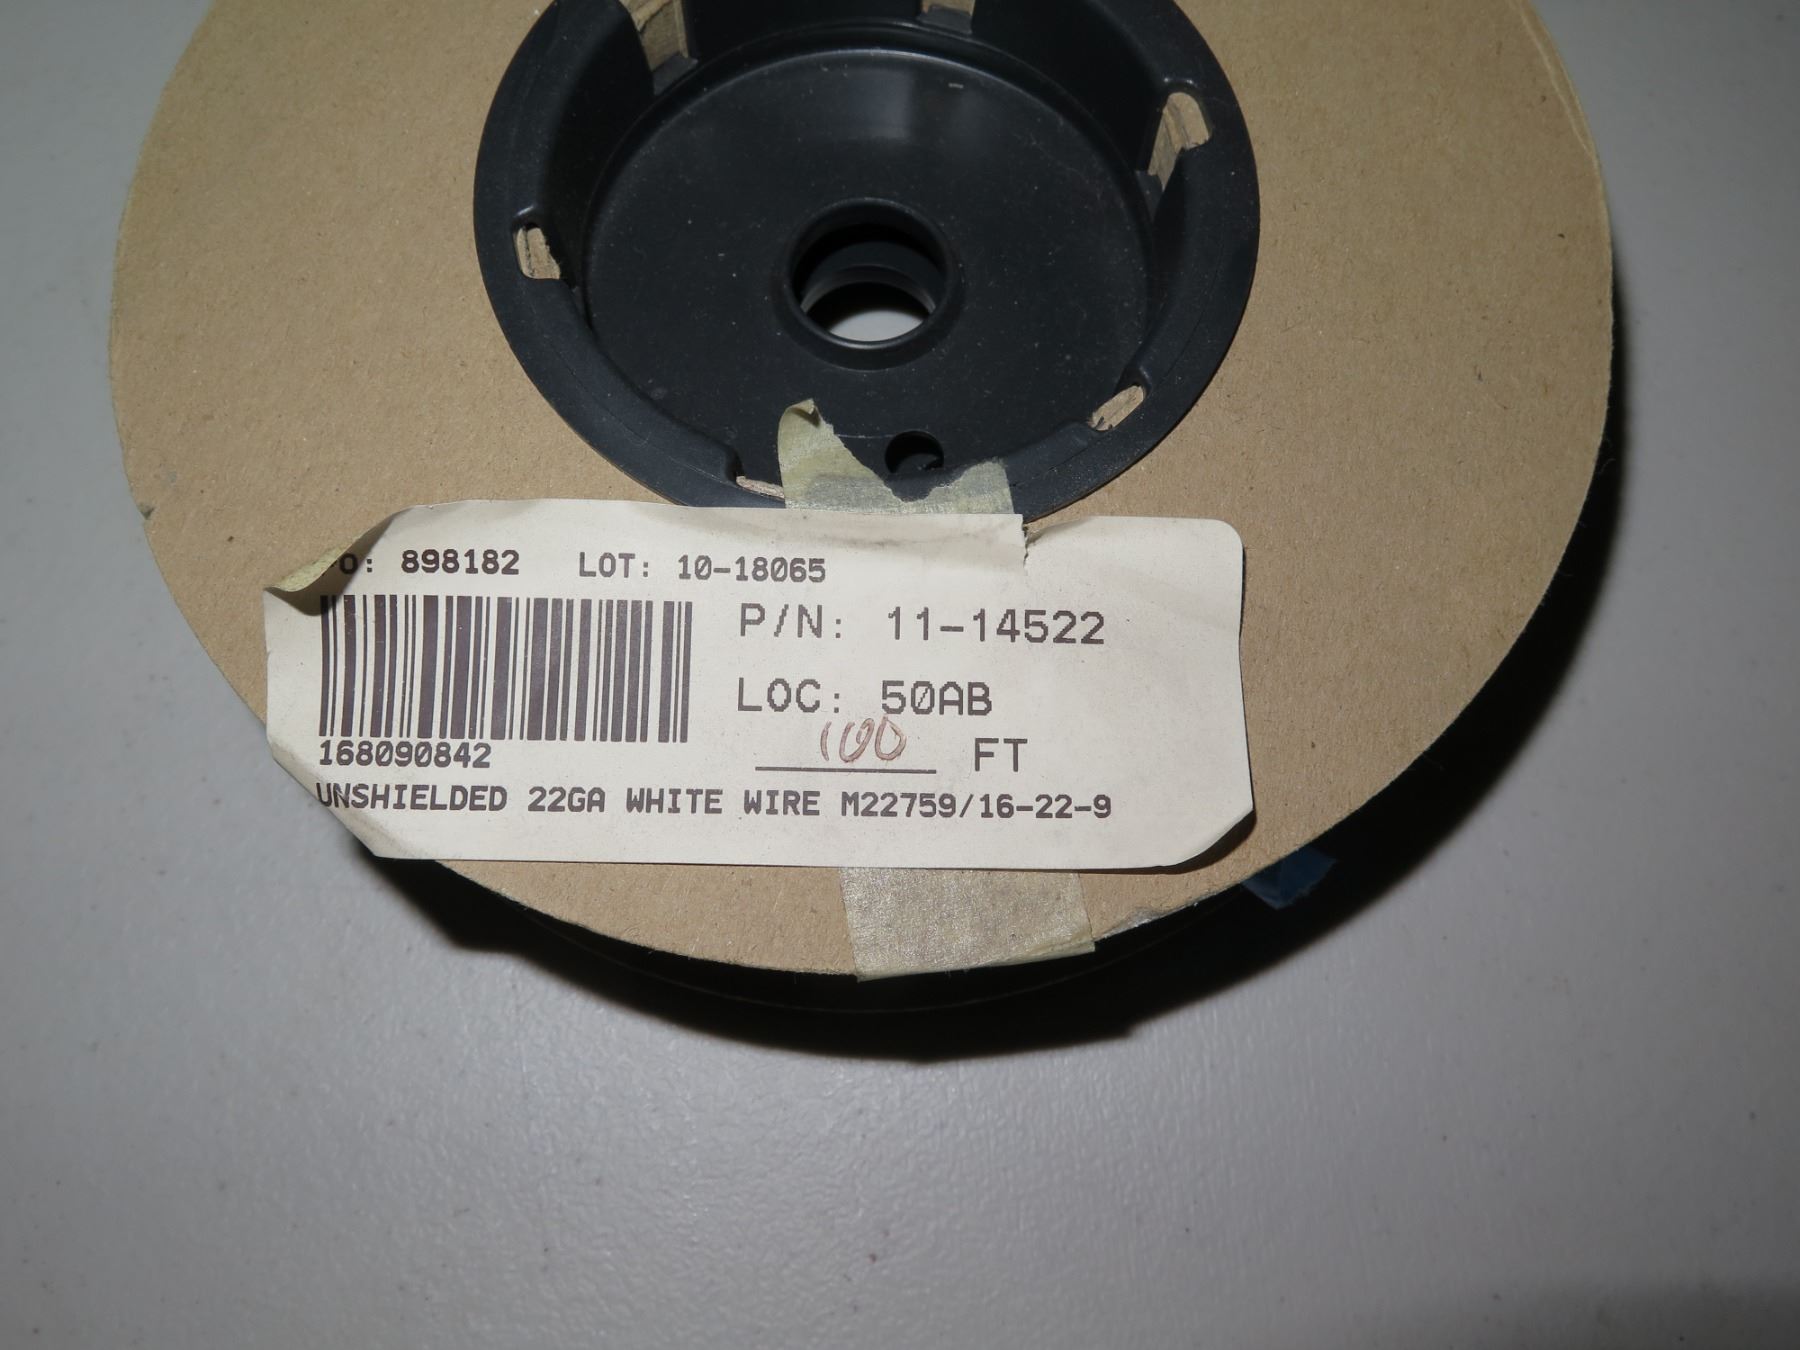 PO: 898182 LOT: 10-18065
P/N: 11-14522
LOC: 50AB
100 FT
168090842
UNSHIELDED 22GA WHITE WIRE M22759/16-22-9